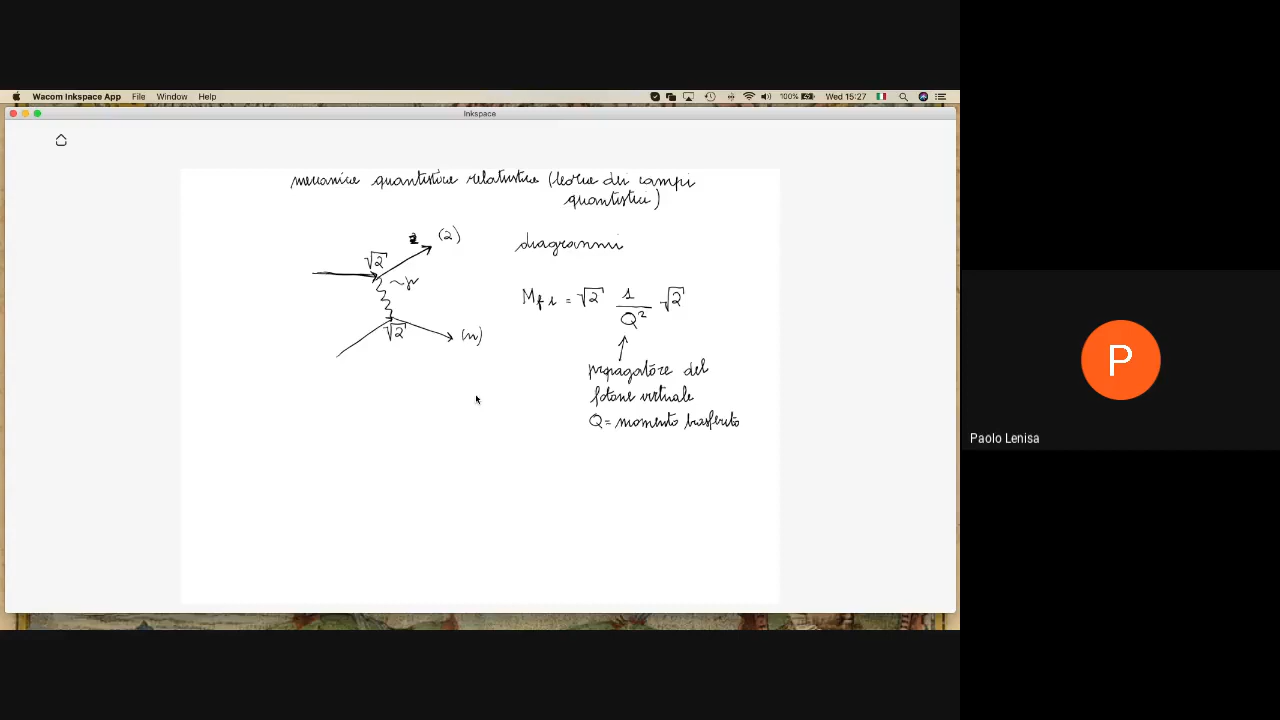 Wacom Inkspace App File Window Help 100% Wed 15:27
Inkspace
meccanica quantistica relativistica (teoria dei campi
quantistici)
(2)
diagrammi
√2
~γ
M f i = √2 1/Q² √2
√2
(n)
propagatore del
fotone virtuale
Q = momento trasferito
P
Paolo Lenisa